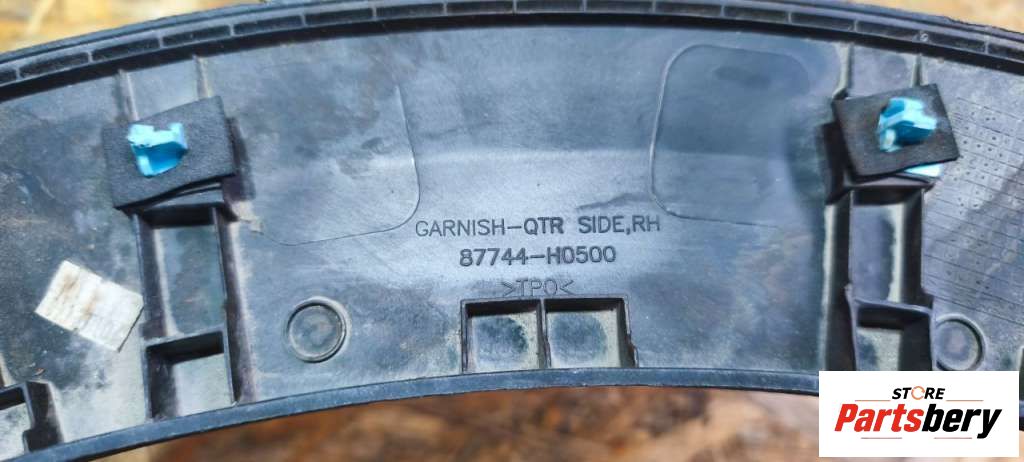 GARNISH-QTR SIDE,RH
87744-H0500
>TPO<
STORE
Partsbery